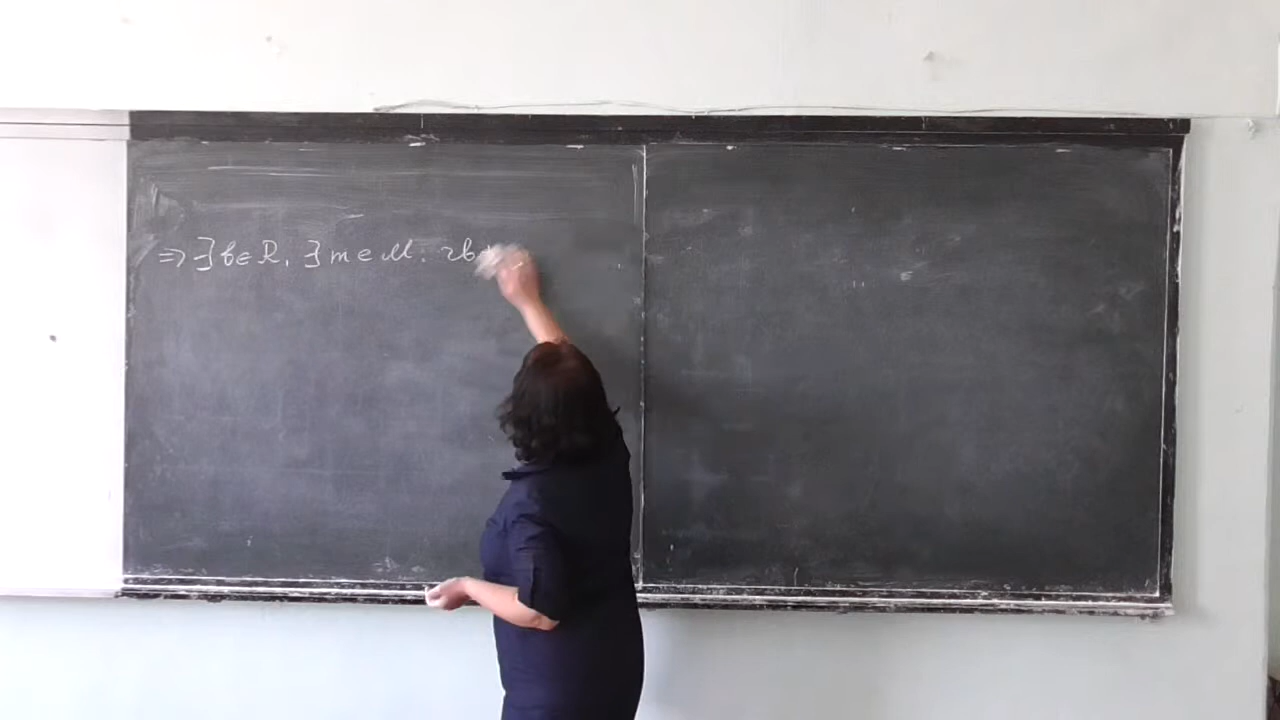 ⇒ ∃ b ∈ R, ∃ m ∈ M : rb+